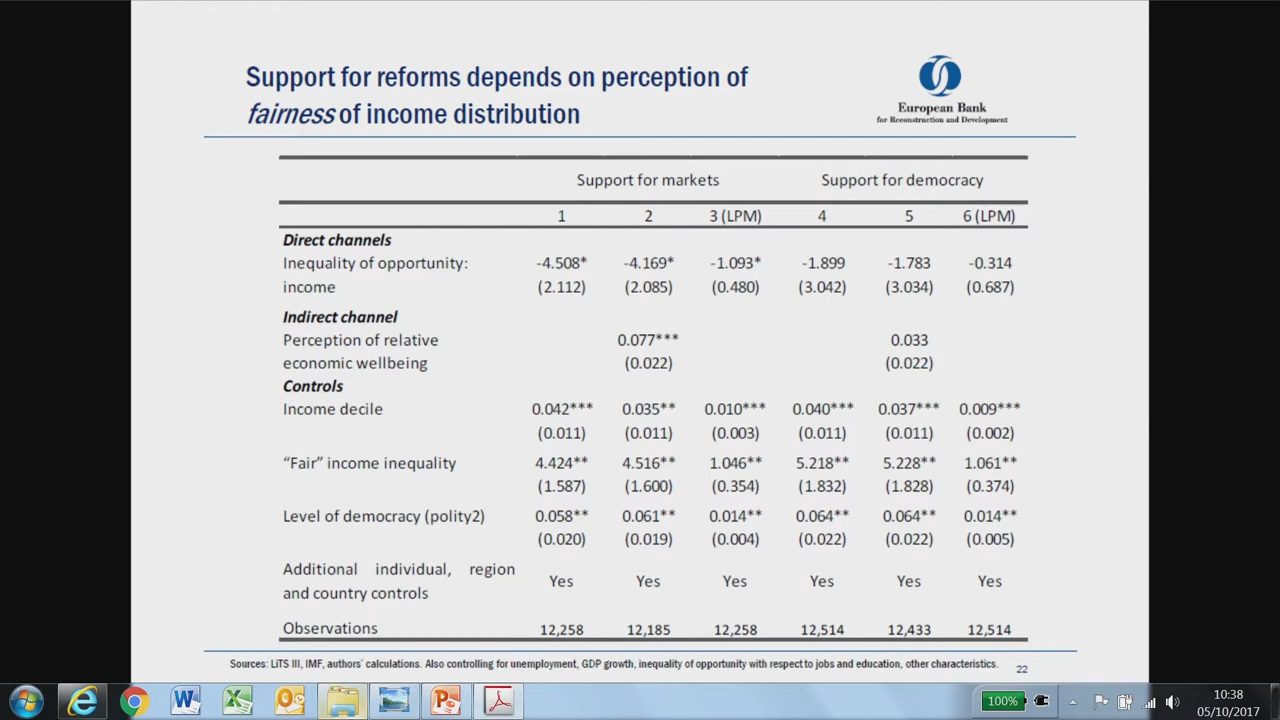 Support for reforms depends on perception of
fairness of income distribution
European Bank
for Reconstruction and Development
Support for markets Support for democracy
1 2 3 (LPM) 4 5 6 (LPM)
Direct channels
Inequality of opportunity: -4.508* -4.169* -1.093* -1.899 -1.783 -0.314
income (2.112) (2.085) (0.480) (3.042) (3.034) (0.687)
Indirect channel
Perception of relative 0.077*** 0.033
economic wellbeing (0.022) (0.022)
Controls
Income decile 0.042*** 0.035** 0.010*** 0.040*** 0.037*** 0.009***
(0.011) (0.011) (0.003) (0.011) (0.011) (0.002)
“Fair” income inequality 4.424** 4.516** 1.046** 5.218** 5.228** 1.061**
(1.587) (1.600) (0.354) (1.832) (1.828) (0.374)
Level of democracy (polity2) 0.058** 0.061** 0.014** 0.064** 0.064** 0.014**
(0.020) (0.019) (0.004) (0.022) (0.022) (0.005)
Additional individual, region
and country controls Yes Yes Yes Yes Yes Yes
Observations 12,258 12,185 12,258 12,514 12,433 12,514
Sources: LiTS III, IMF, authors’ calculations. Also controlling for unemployment, GDP growth, inequality of opportunity with respect to jobs and education, other characteristics.
22
100%
10:38
05/10/2017